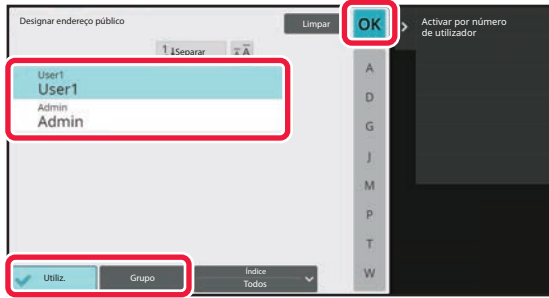 Designar endereço público
Limpar
OK
Activar por número
de utilizador
1 Separar
A A
User1
User1
Admin
Admin
A
D
G
J
M
P
T
W
Utiliz.
Grupo
Índice
Todos